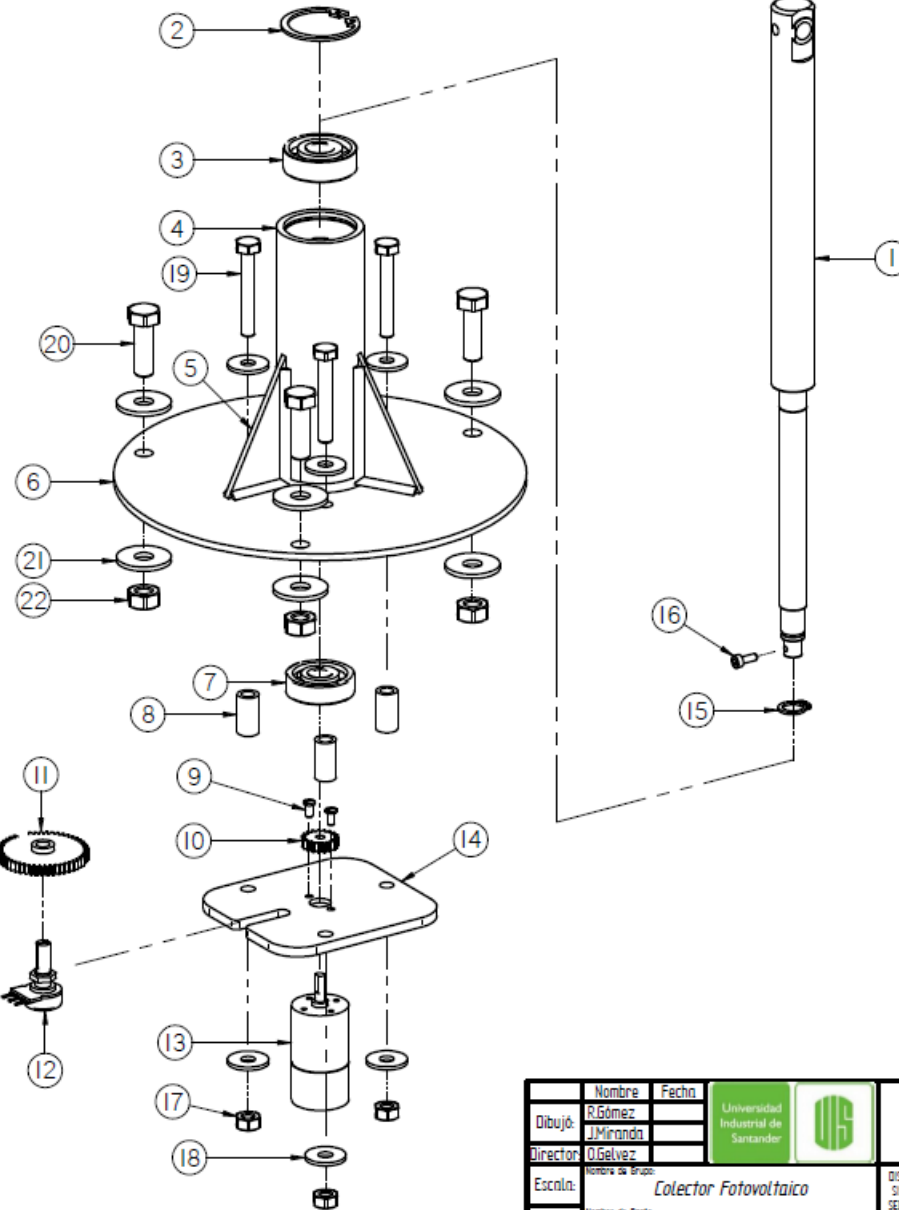 2
3
4
19
1
20
5
6
21
22
16
7
8
15
9
11
10
14
13
12
17
18
Nombre Fecha
Dibujó: R.Gómez
J.Miranda
Director: O.Gelvez
Universidad
Industrial de
Santander
UIS
Escala:
Nombre de Grupo:
Colector Fotovoltaico